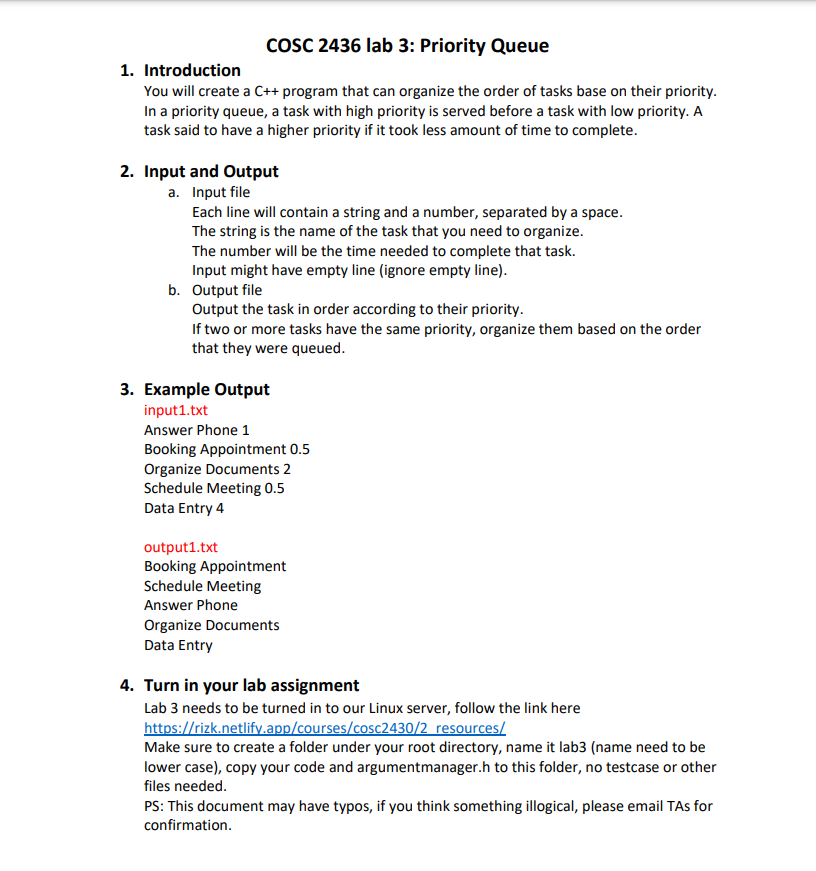 COSC 2436 lab 3: Priority Queue
1. Introduction
You will create a C++ program that can organize the order of tasks base on their priority.
In a priority queue, a task with high priority is served before a task with low priority. A
task said to have a higher priority if it took less amount of time to complete.
2. Input and Output
a. Input file
Each line will contain a string and a number, separated by a space.
The string is the name of the task that you need to organize.
The number will be the time needed to complete that task.
Input might have empty line (ignore empty line).
b. Output file
Output the task in order according to their priority.
If two or more tasks have the same priority, organize them based on the order
that they were queued.
3. Example Output
input1.txt
Answer Phone 1
Booking Appointment 0.5
Organize Documents 2
Schedule Meeting 0.5
Data Entry 4
output1.txt
Booking Appointment
Schedule Meeting
Answer Phone
Organize Documents
Data Entry
4. Turn in your lab assignment
Lab 3 needs to be turned in to our Linux server, follow the link here
https://rizk.netlify.app/courses/cosc2430/2_resources/
Make sure to create a folder under your root directory, name it lab3 (name need to be
lower case), copy your code and argumentmanager.h to this folder, no testcase or other
files needed.
PS: This document may have typos, if you think something illogical, please email TAs for
confirmation.